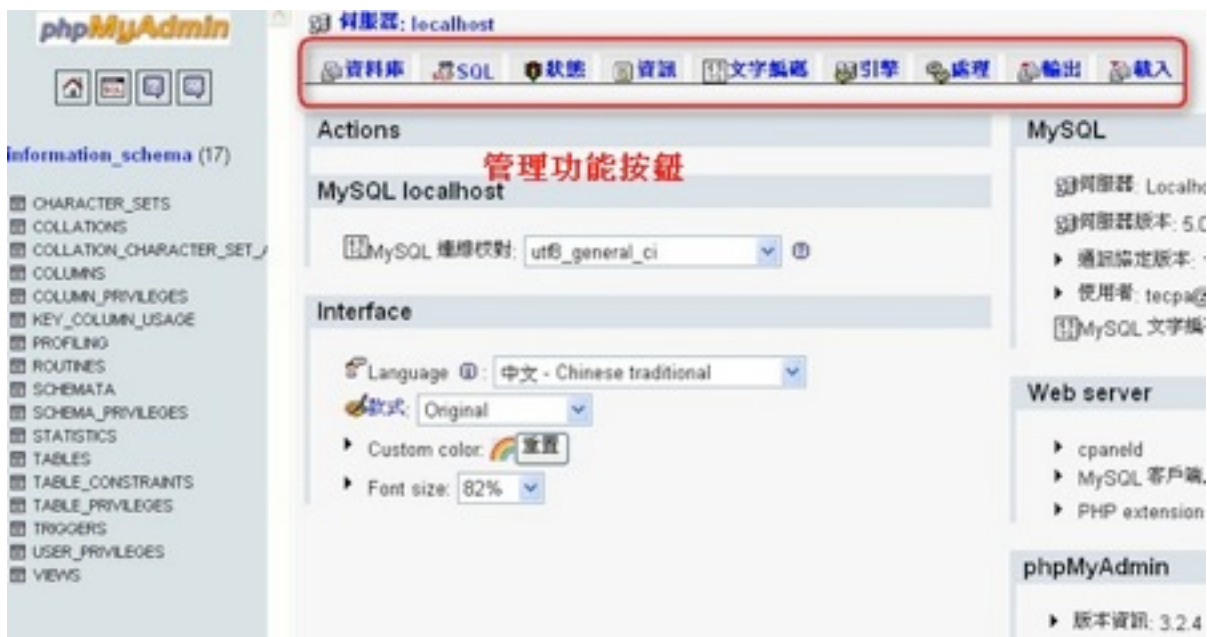 phpMyAdmin
information_schema (17)
CHARACTER_SETS
COLLATIONS
COLLATION_CHARACTER_SET_A
COLUMNS
COLUMN_PRIVILEGES
KEY_COLUMN_USAGE
PROFILING
ROUTINES
SCHEMATA
SCHEMA_PRIVILEGES
STATISTICS
TABLES
TABLE_CONSTRAINTS
TABLE_PRIVILEGES
TRIGGERS
USER_PRIVILEGES
VIEWS
伺服器: localhost
資料庫 SQL 狀態 資訊 文字編碼 引擎 處理 輸出 載入
Actions
管理功能按鈕
MySQL localhost
MySQL 連線校對: utf8_general_ci
Interface
Language : 中文 - Chinese traditional
款式: Original
Custom color: 重置
Font size: 82%
MySQL
伺服器: Localho
伺服器版本: 5.0
通訊協定版本:
使用者: tecpa@
MySQL 文字編
Web server
cpaneld
MySQL 客戶端
PHP extension
phpMyAdmin
版本資訊: 3.2.4